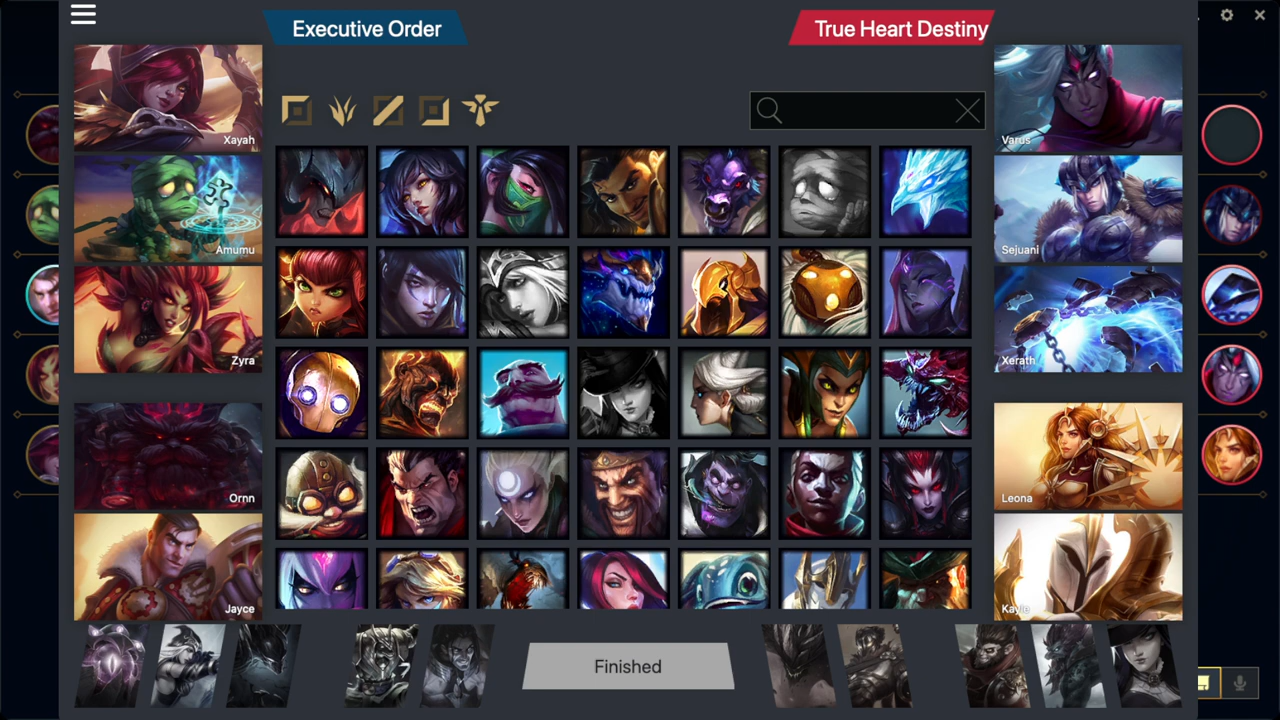 Executive Order
True Heart Destiny
Xayah
Varus
Amumu
Sejuani
Zyra
Xerath
Ornn
Leona
Jayce
Kayle
Finished